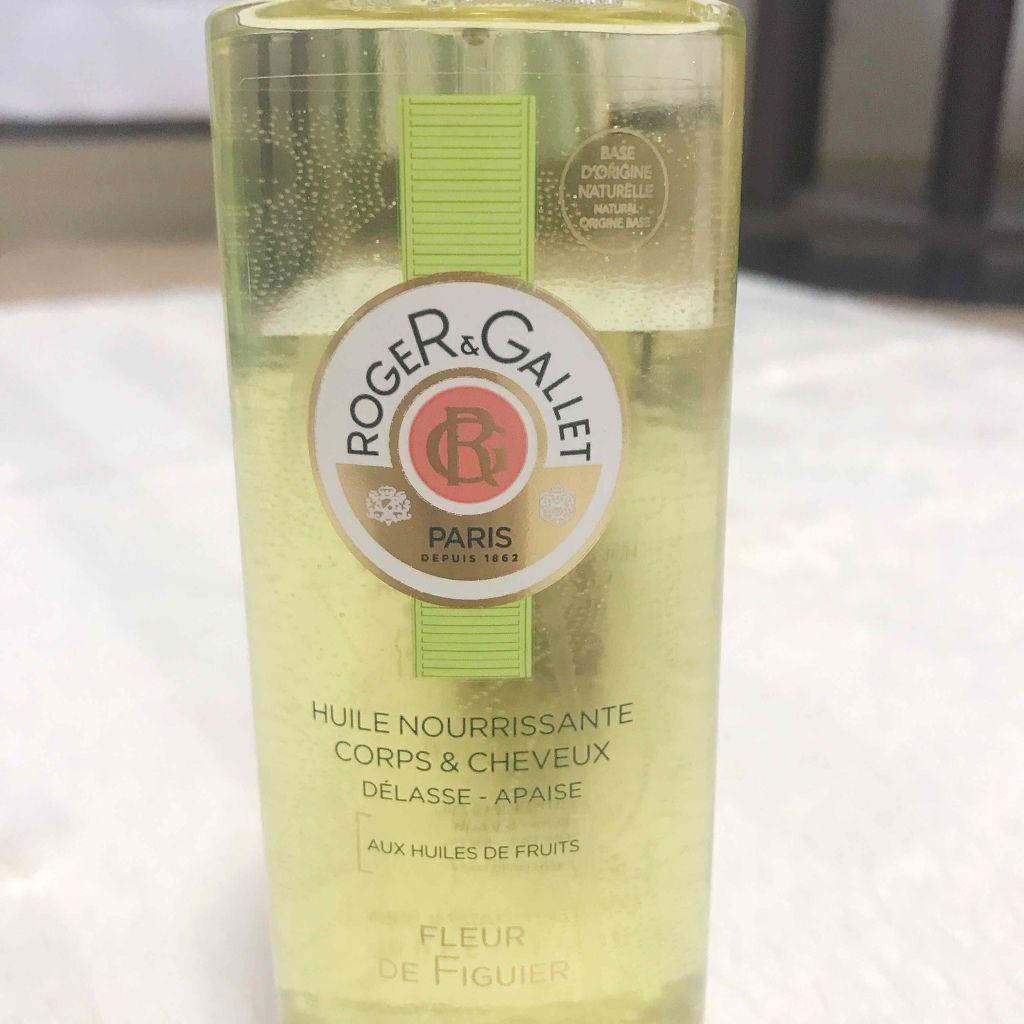 BASE
D'ORIGINE
NATURELLE
NATURAL
ORIGINE BASE
ROGER & GALLET
RG
PARIS
DEPUIS 1862
HUILE NOURRISSANTE
CORPS & CHEVEUX
DÉLASSE - APAISE
AUX HUILES DE FRUITS
FLEUR
DE FIGUIER